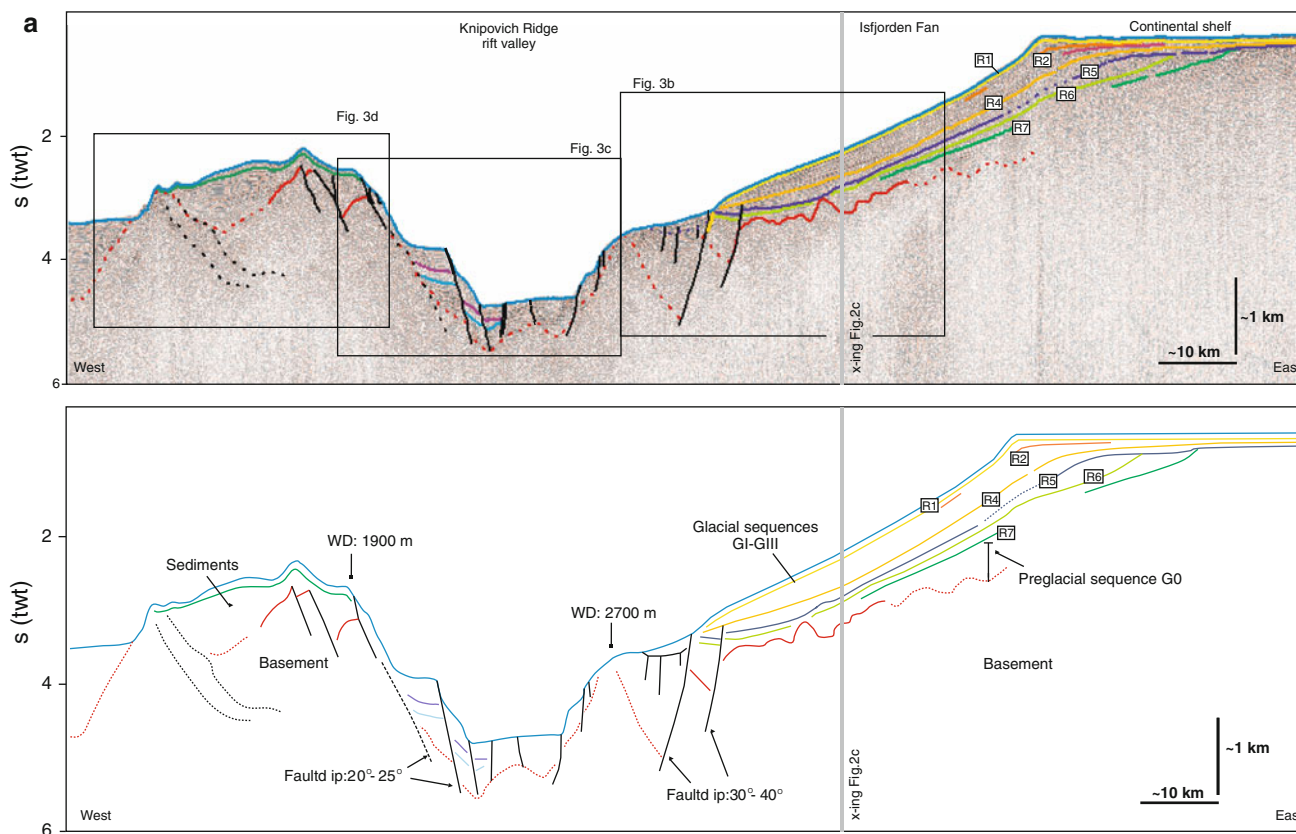 a
Knipovich Ridge
rift valley
Isfjorden Fan
Continental shelf
R1
R2
R5
R4
R6
R7
Fig. 3b
Fig. 3d
Fig. 3c
s (twt)
2
4
6
x-ing Fig.2c
~1 km
~10 km
West
Eas
R2
R5
R6
R4
R1
R7
Glacial sequences
GI-GIII
Preglacial sequence G0
WD: 1900 m
Sediments
WD: 2700 m
Basement
Basement
s (twt)
2
4
6
Faultd ip:20°- 25°
Faultd ip:30°- 40°
x-ing Fig.2c
~1 km
~10 km
West
Eas